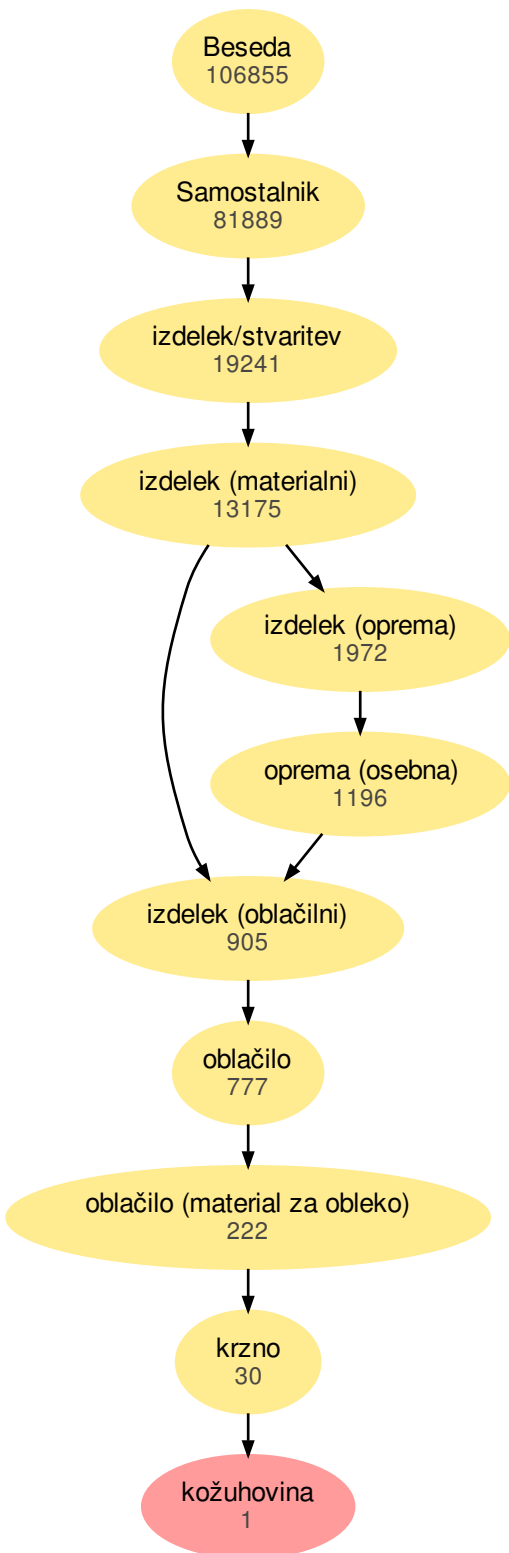 Beseda
106855
Samostalnik
81889
izdelek/stvaritev
19241
izdelek (materialni)
13175
izdelek (oprema)
1972
oprema (osebna)
1196
izdelek (oblačilni)
905
oblačilo
777
oblačilo (material za obleko)
222
krzno
30
kožuhovina
1